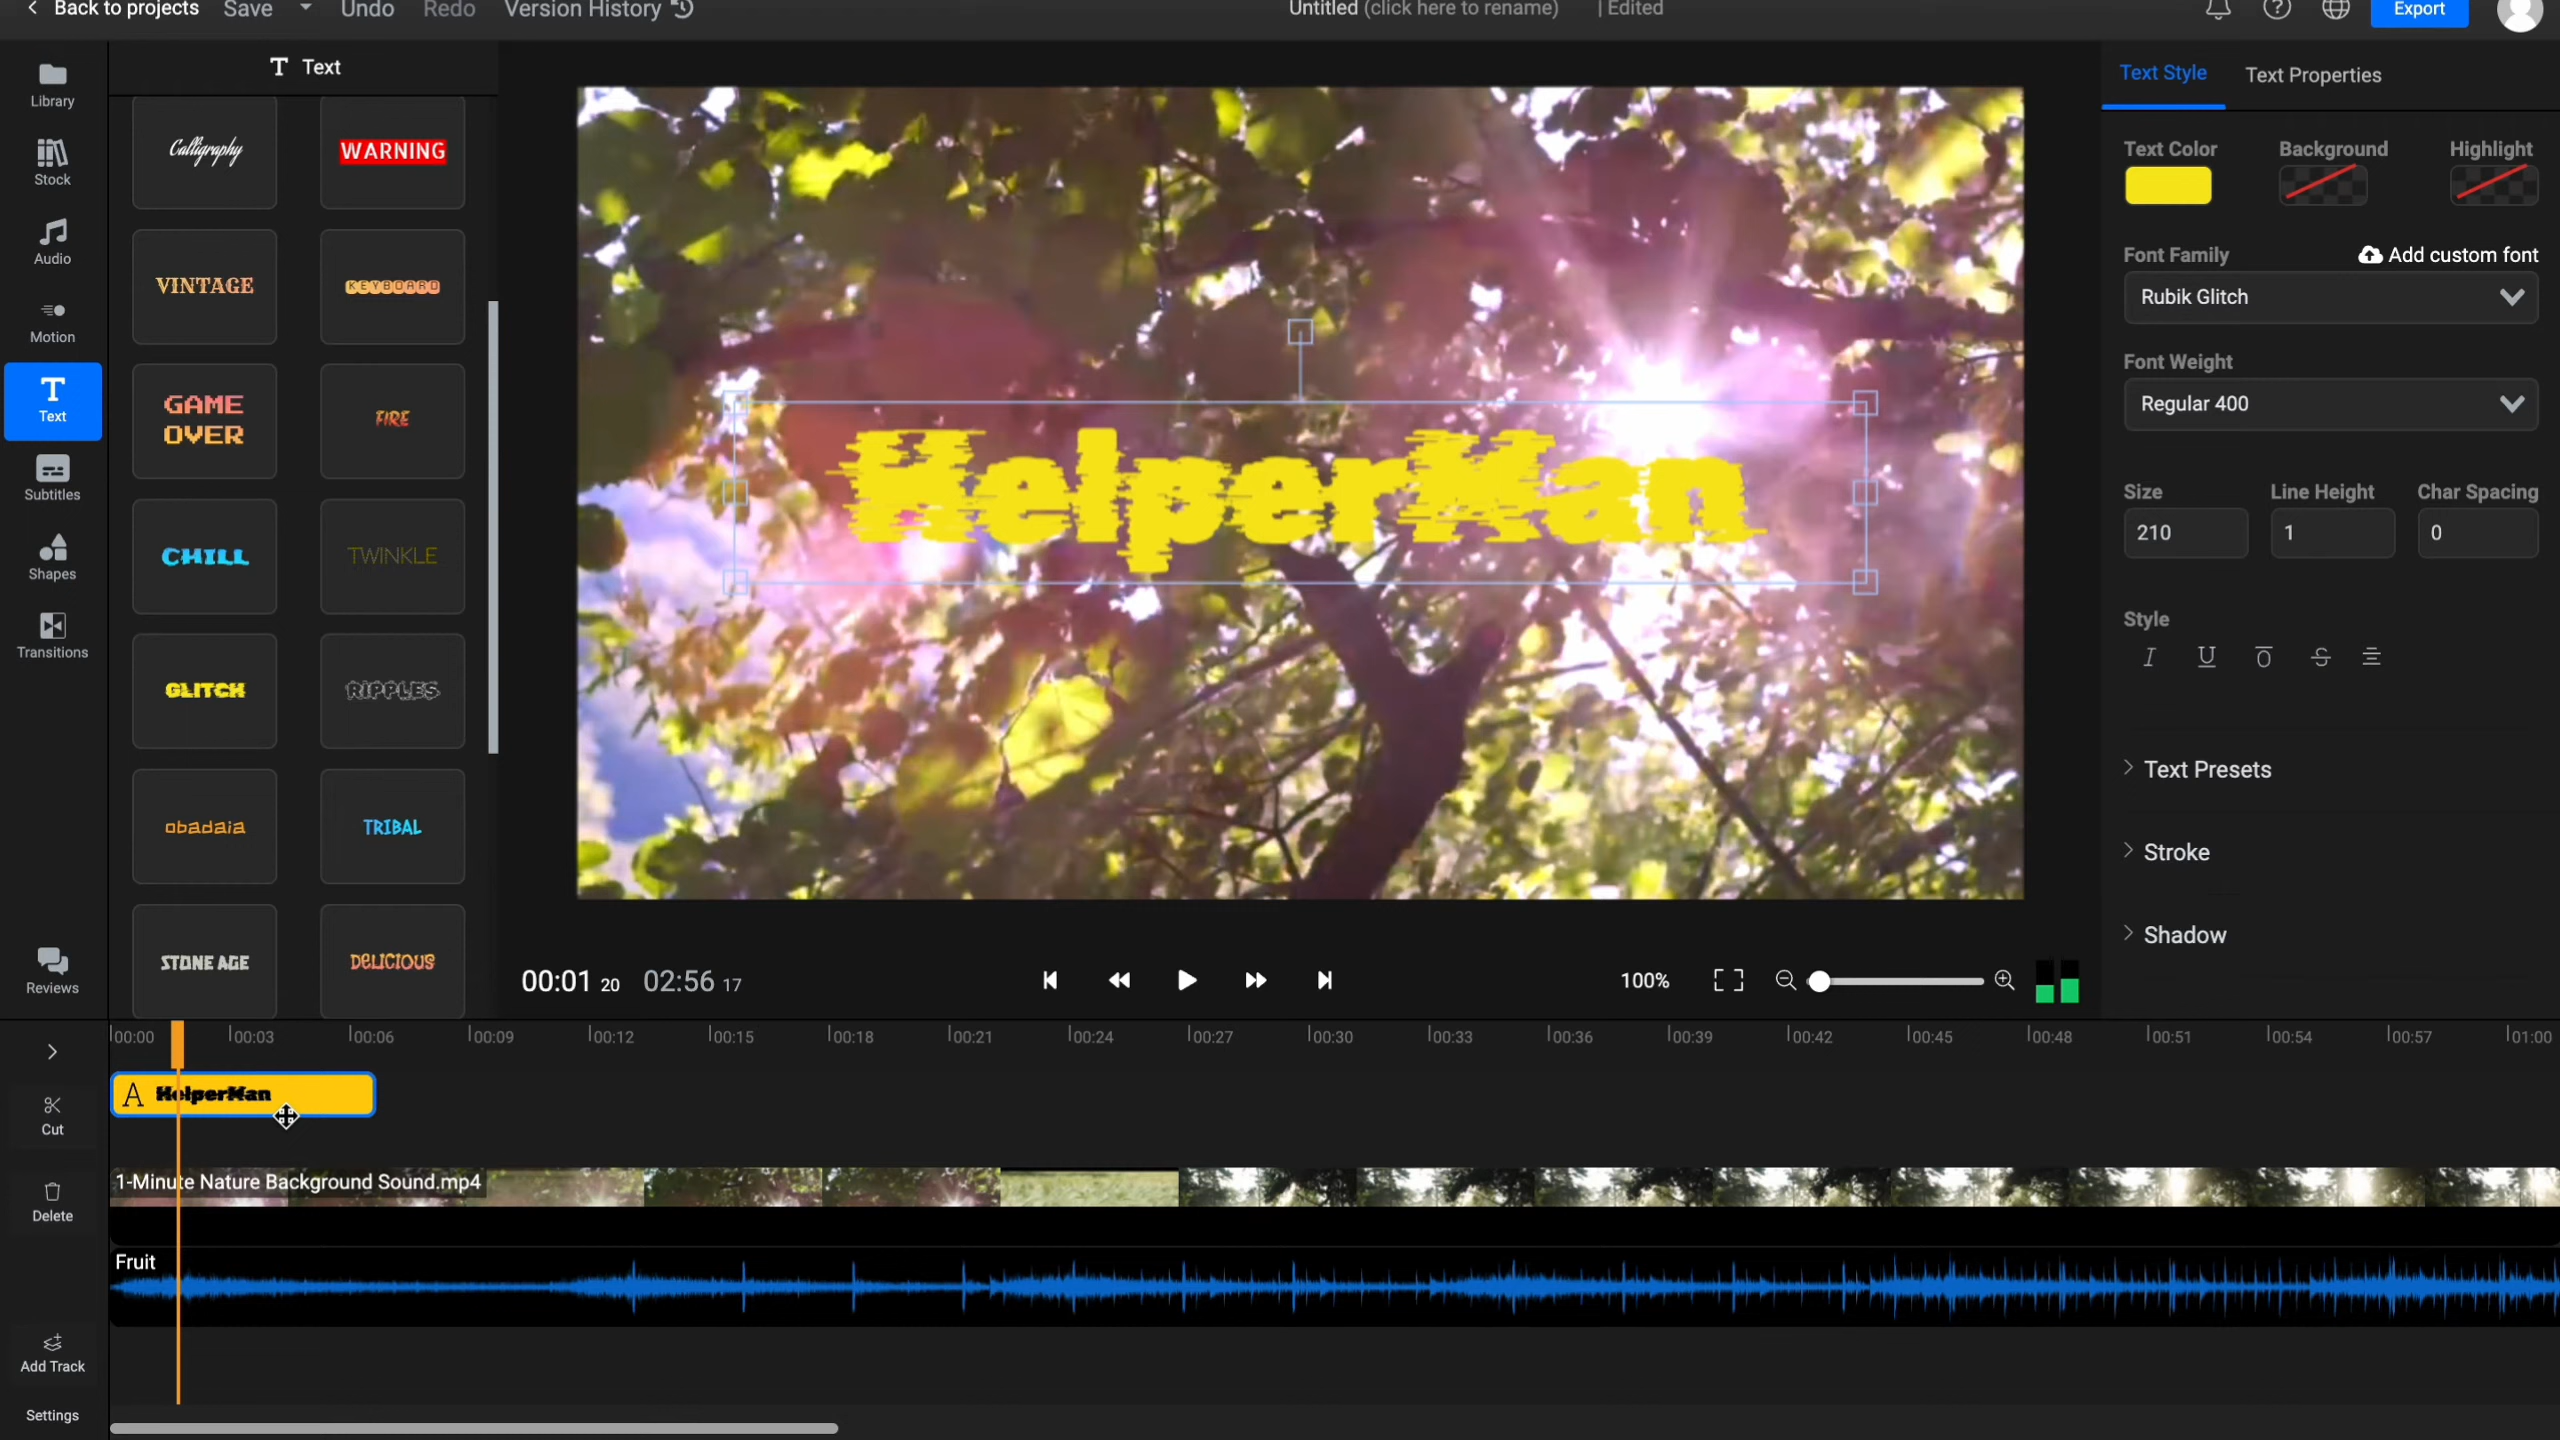 Back to projects Save Undo Redo Version History Untitled (click here to rename) | Edited Export
Library
Stock
Audio
Motion
Text
Subtitles
Shapes
Transitions
Reviews
T Text
Calligraphy WARNING
VINTAGE KEYBOARD
GAME OVER FIRE
CHILL TWINKLE
GLITCH RIPPLES
obadaia TRIBAL
STONE AGE DELICIOUS
HelperMan
00:01 20 02:56 17 100%
Text Style Text Properties
Text Color Background Highlight
Font Family Add custom font
Rubik Glitch
Font Weight
Regular 400
Size Line Height Char Spacing
210 1 0
Style
I U O S
Text Presets
Stroke
Shadow
00:00 00:03 00:06 00:09 00:12 00:15 00:18 00:21 00:24 00:27 00:30 00:33 00:36 00:39 00:42 00:45 00:48 00:51 00:54 00:57 01:00
A HelperMan
Cut
1-Minute Nature Background Sound.mp4
Delete
Fruit
Add Track
Settings